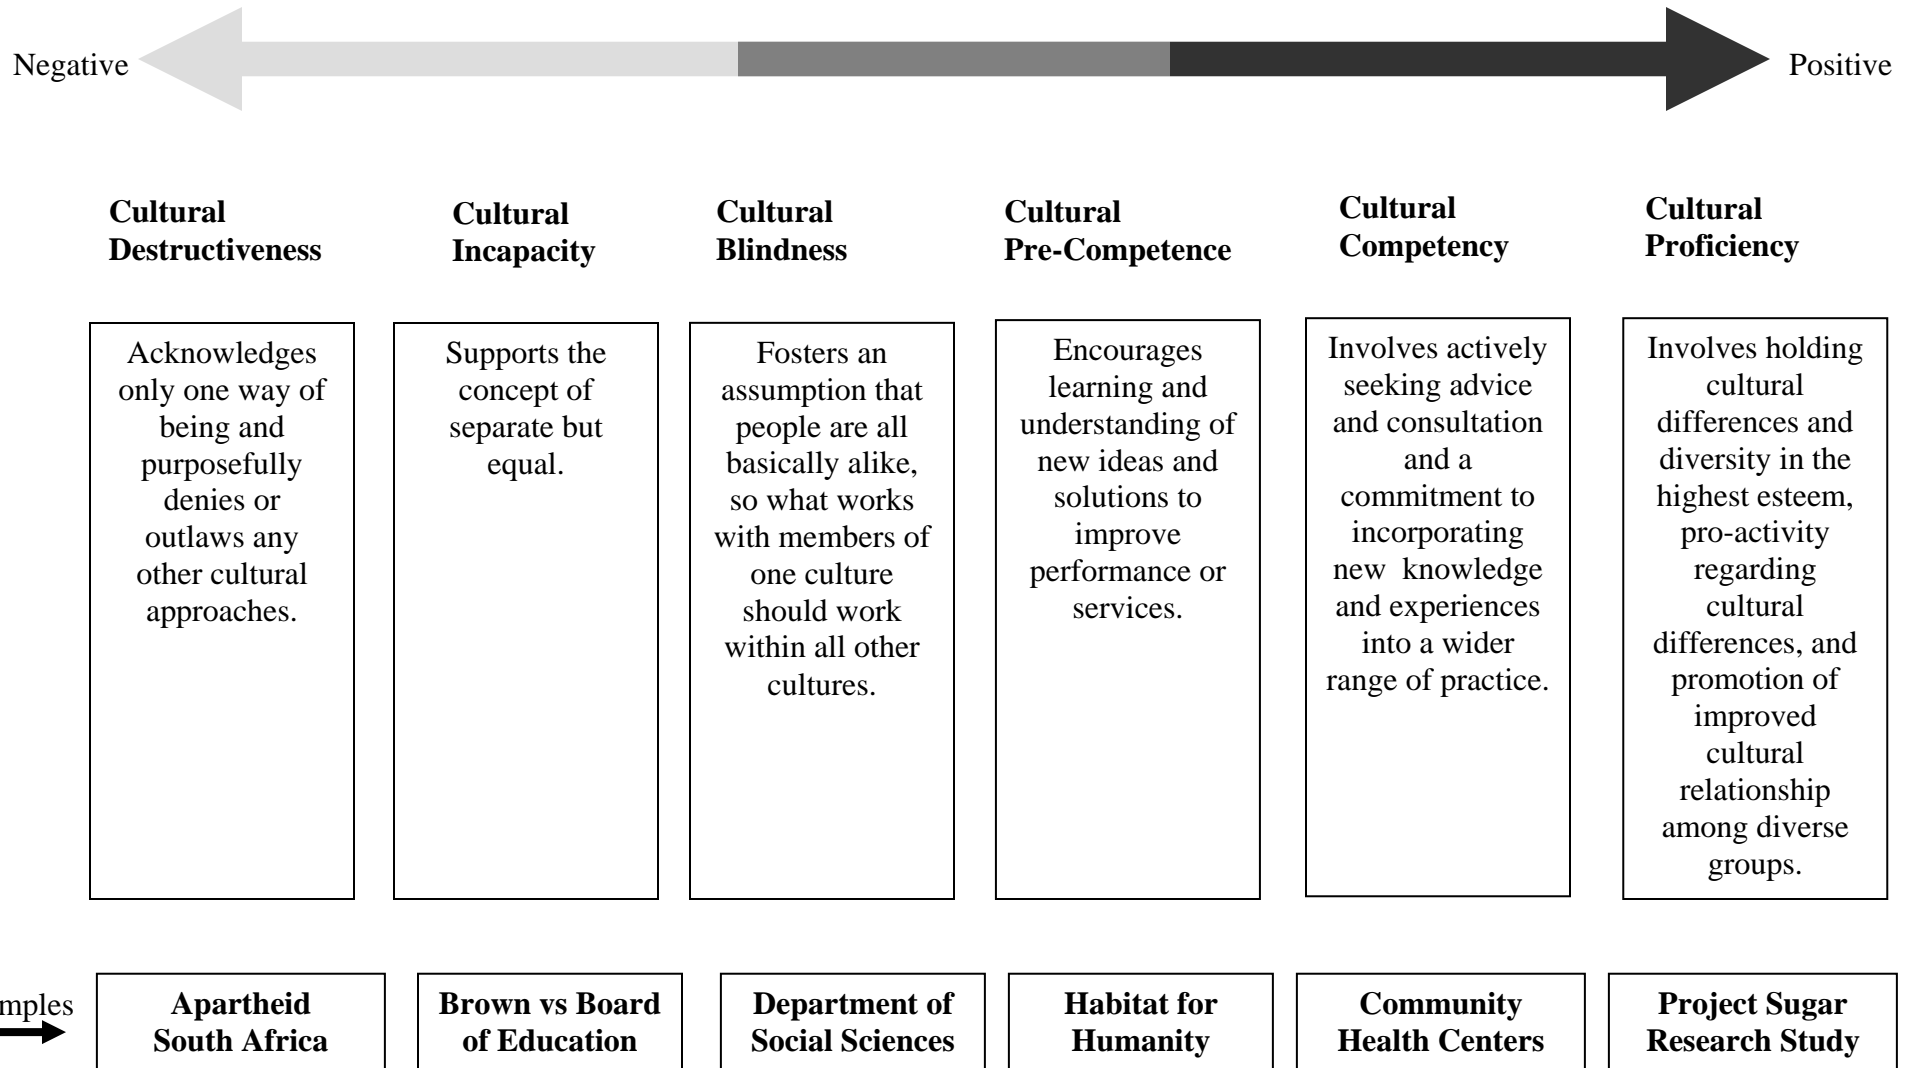 Negative
Positive
Cultural
Destructiveness
Cultural
Incapacity
Cultural
Blindness
Cultural
Pre-Competence
Cultural
Competency
Cultural
Proficiency
Acknowledges
only one way of
being and
purposefully
denies or
outlaws any
other cultural
approaches.
Supports the
concept of
separate but
equal.
Fosters an
assumption that
people are all
basically alike,
so what works
with members of
one culture
should work
within all other
cultures.
Encourages
learning and
understanding of
new ideas and
solutions to
improve
performance or
services.
Involves actively
seeking advice
and consultation
and a
commitment to
incorporating
new knowledge
and experiences
into a wider
range of practice.
Involves holding
cultural
differences and
diversity in the
highest esteem,
pro-activity
regarding
cultural
differences, and
promotion of
improved
cultural
relationship
among diverse
groups.
mples
Apartheid
South Africa
Brown vs Board
of Education
Department of
Social Sciences
Habitat for
Humanity
Community
Health Centers
Project Sugar
Research Study